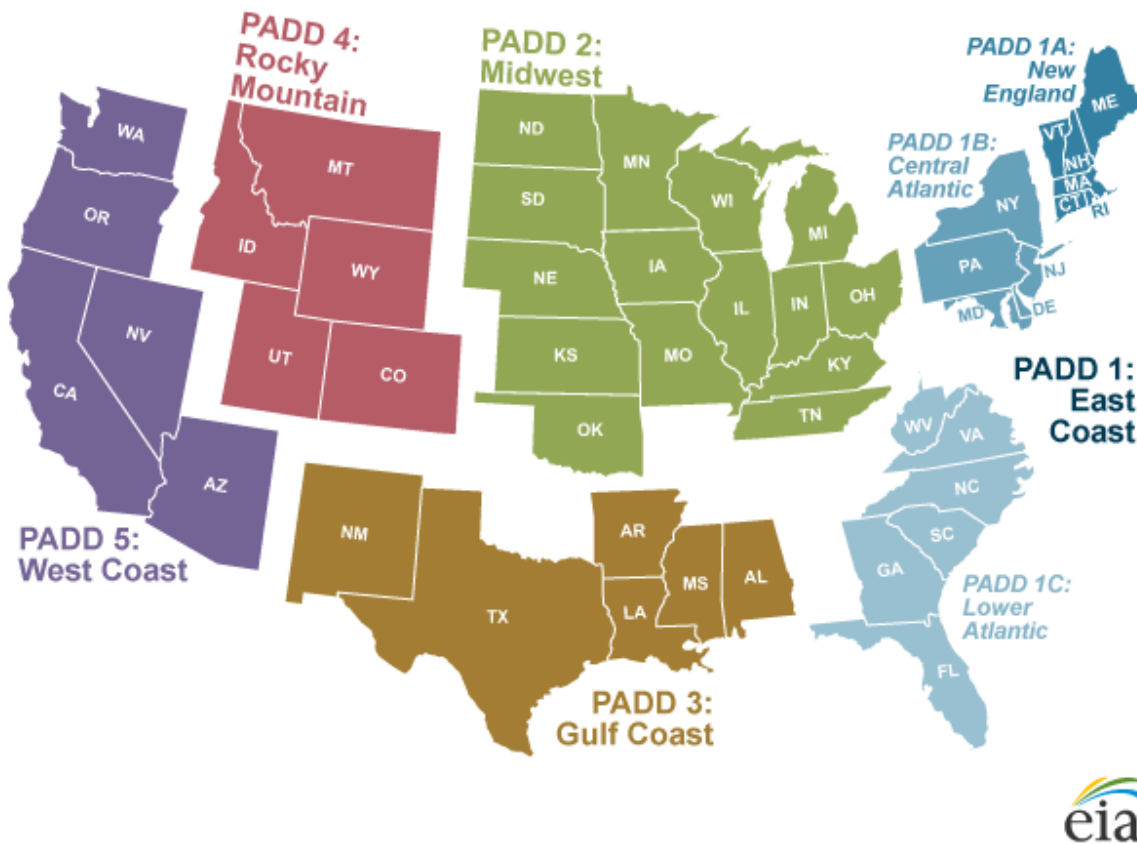 PADD 4:
Rocky
Mountain
PADD 2:
Midwest
PADD 1A:
New
England
PADD 1B:
Central
Atlantic
PADD 1:
East
Coast
PADD 1C:
Lower
Atlantic
PADD 3:
Gulf Coast
PADD 5:
West Coast
WA
OR
CA
NV
AZ
MT
ID
WY
UT
CO
ND
SD
NE
KS
OK
MN
IA
MO
WI
IL
IN
MI
OH
KY
TN
NM
TX
AR
LA
MS
AL
ME
VT
NH
MA
CT
RI
NY
PA
NJ
MD
DE
WV
VA
NC
SC
GA
FL
eia